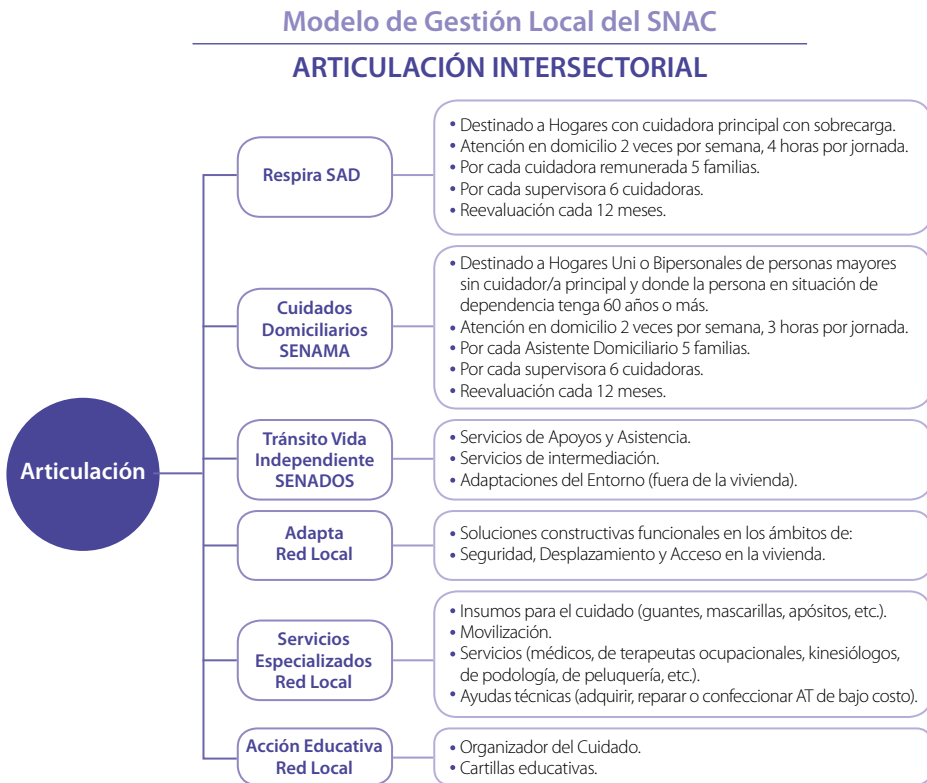 Modelo de Gestión Local del SNAC
ARTICULACIÓN INTERSECTORIAL
Articulación
Respira SAD
• Destinado a Hogares con cuidadora principal con sobrecarga.
• Atención en domicilio 2 veces por semana, 4 horas por jornada.
• Por cada cuidadora remunerada 5 familias.
• Por cada supervisora 6 cuidadoras.
• Reevaluación cada 12 meses.
Cuidados
Domiciliarios
SENAMA
• Destinado a Hogares Uni o Bipersonales de personas mayores
sin cuidador/a principal y donde la persona en situación de
dependencia tenga 60 años o más.
• Atención en domicilio 2 veces por semana, 3 horas por jornada.
• Por cada Asistente Domiciliario 5 familias.
• Por cada supervisora 6 cuidadoras.
• Reevaluación cada 12 meses.
Tránsito Vida
Independiente
SENADOS
• Servicios de Apoyos y Asistencia.
• Servicios de intermediación.
• Adaptaciones del Entorno (fuera de la vivienda).
Adapta
Red Local
• Soluciones constructivas funcionales en los ámbitos de:
• Seguridad, Desplazamiento y Acceso en la vivienda.
Servicios
Especializados
Red Local
• Insumos para el cuidado (guantes, mascarillas, apósitos, etc.).
• Movilización.
• Servicios (médicos, de terapeutas ocupacionales, kinesiólogos,
de podología, de peluquería, etc.).
• Ayudas técnicas (adquirir, reparar o confeccionar AT de bajo costo).
Acción Educativa
Red Local
• Organizador del Cuidado.
• Cartillas educativas.